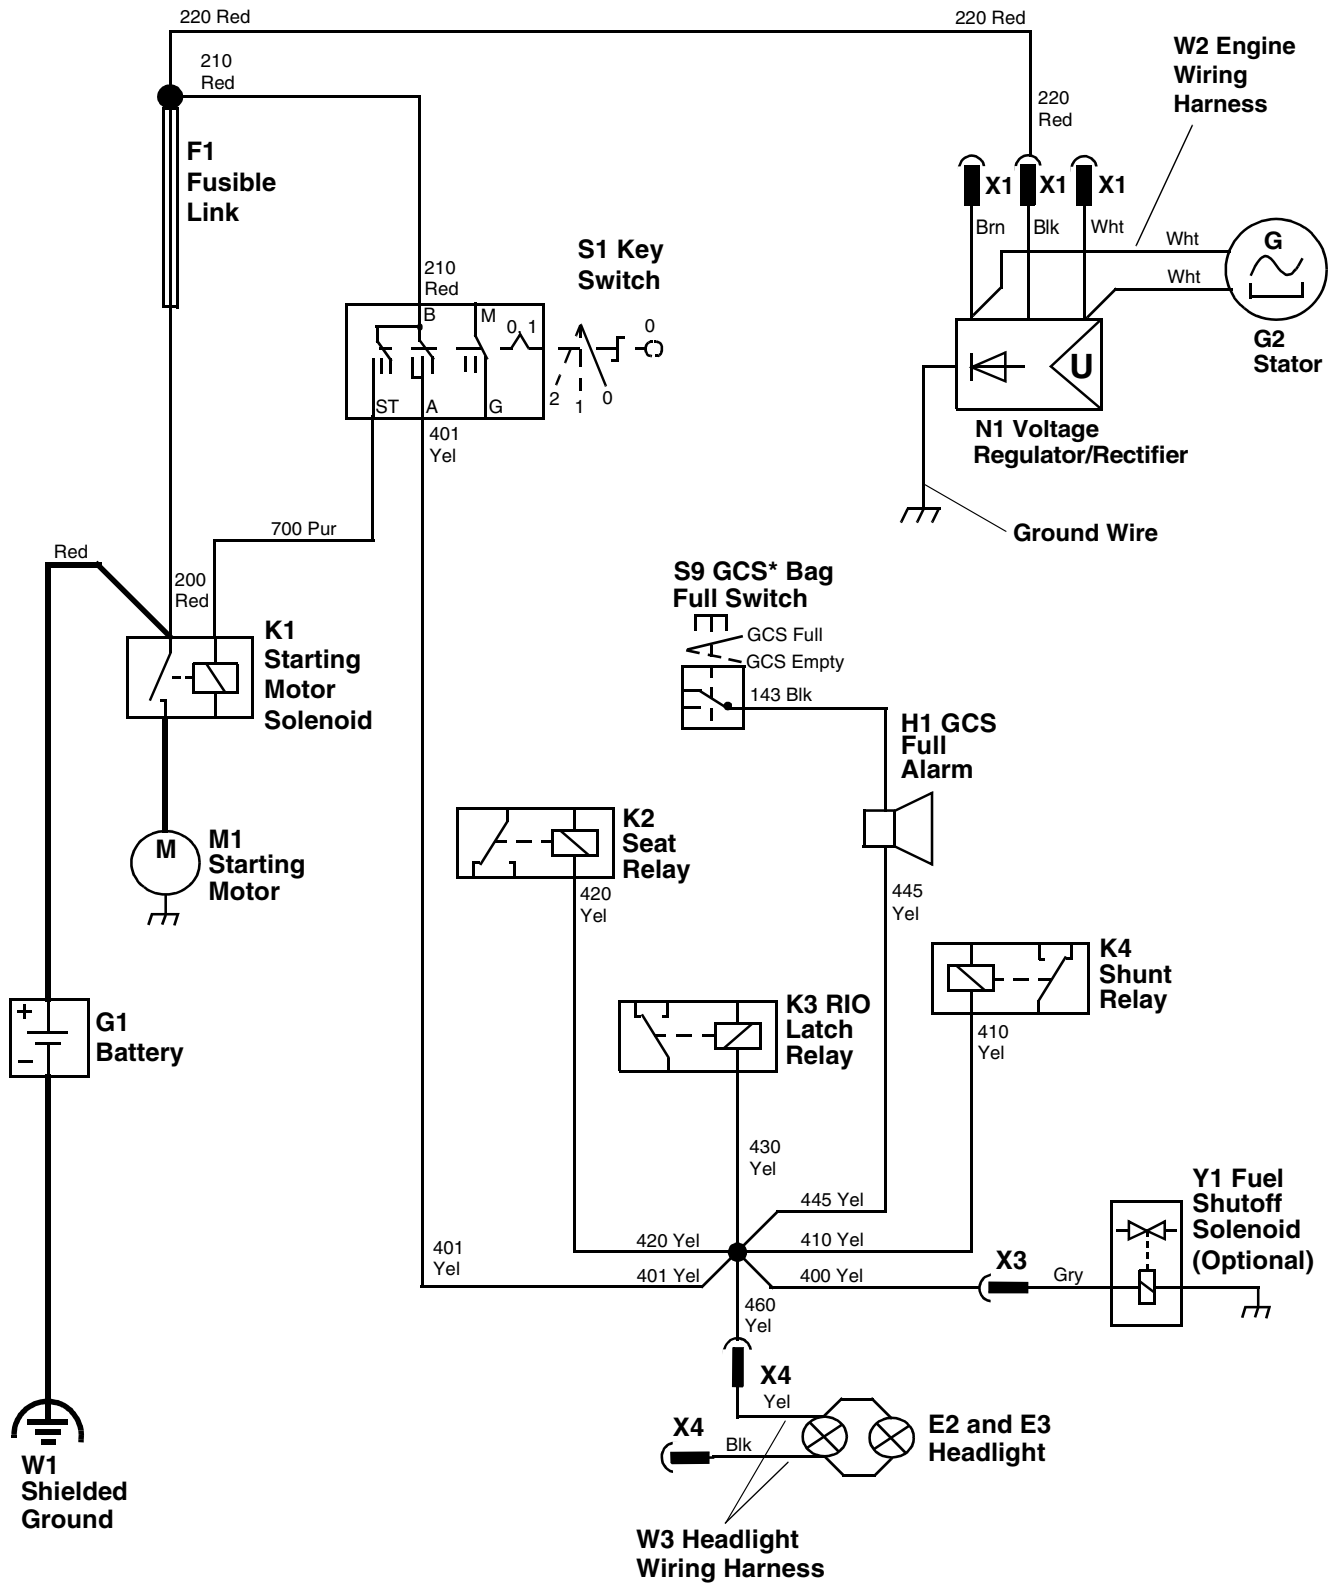 220 Red
220 Red
210
Red
W2 Engine
Wiring
Harness
220
Red
F1
Fusible
Link
X1
X1
X1
Brn
Blk
Wht
Wht
Wht
G
G2
Stator
S1 Key
Switch
210
Red
B
M
0
1
0
2
1
0
ST
A
G
401
Yel
U
N1 Voltage
Regulator/Rectifier
Ground Wire
700 Pur
Red
200
Red
K1
Starting
Motor
Solenoid
S9 GCS* Bag
Full Switch
GCS Full
GCS Empty
143 Blk
H1 GCS
Full
Alarm
M
M1
Starting
Motor
K2
Seat
Relay
420
Yel
445
Yel
K4
Shunt
Relay
410
Yel
K3 RIO
Latch
Relay
+
−
G1
Battery
430
Yel
445 Yel
420 Yel
410 Yel
401
Yel
401 Yel
400 Yel
X3
Gry
Y1 Fuel
Shutoff
Solenoid
(Optional)
460
Yel
X4
Yel
X4
Blk
E2 and E3
Headlight
W1
Shielded
Ground
W3 Headlight
Wiring Harness